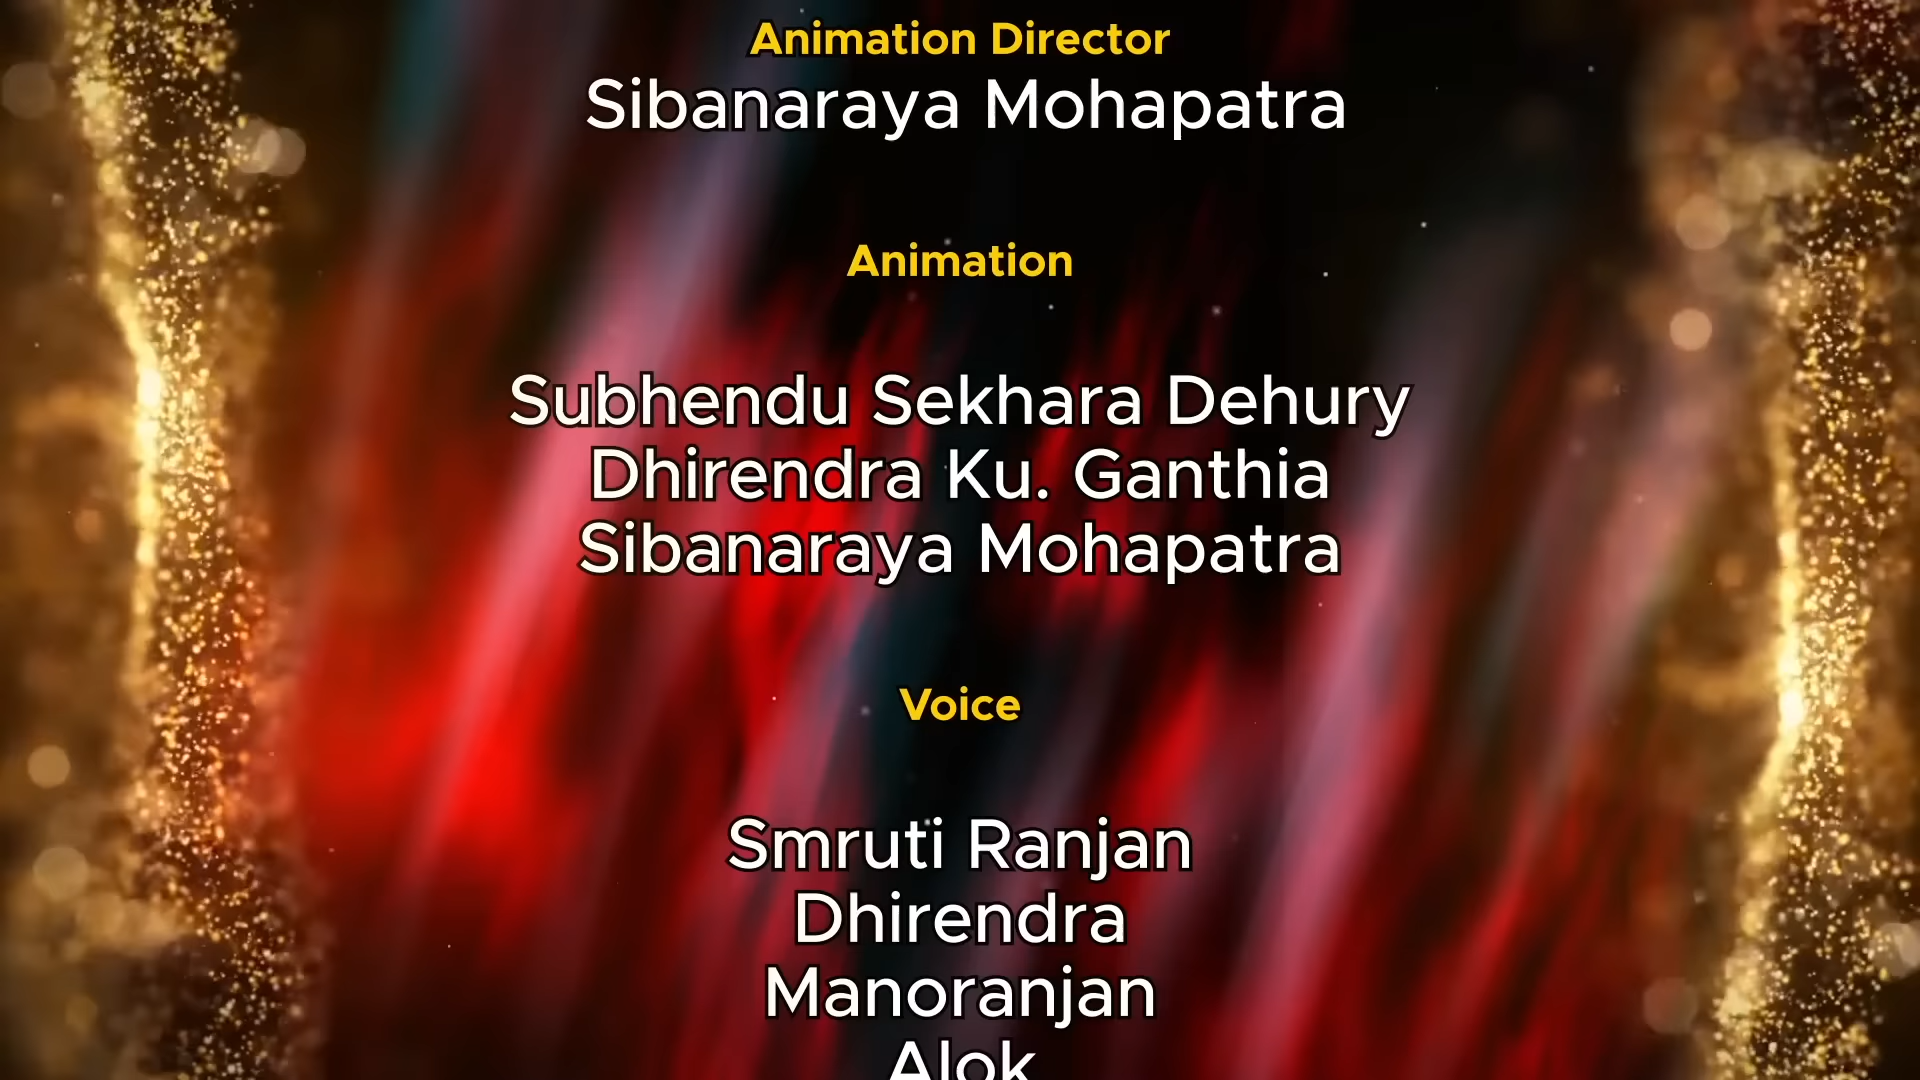 Animation Director
Sibanaraya Mohapatra
Animation
Subhendu Sekhara Dehury
Dhirendra Ku. Ganthia
Sibanaraya Mohapatra
Voice
Smruti Ranjan
Dhirendra
Manoranjan
Alok